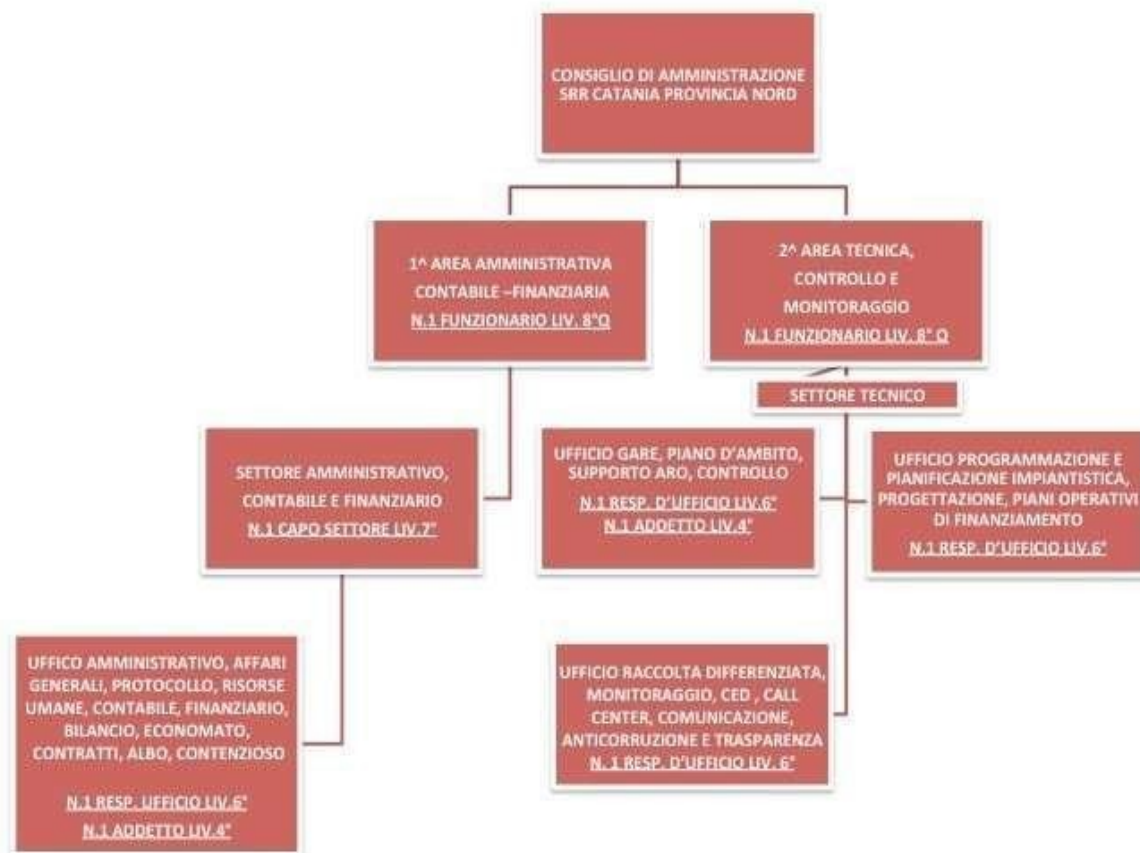 CONSIGLIO DI AMMINISTRAZIONE
SRR CATANIA PROVINCIA NORD
1^ AREA AMMINISTRATIVA
CONTABILE –FINANZIARIA
N.1 FUNZIONARIO LIV. 8°Q
2^ AREA TECNICA,
CONTROLLO E
MONITORAGGIO
N.1 FUNZIONARIO LIV. 8° Q
SETTORE TECNICO
SETTORE AMMINISTRATIVO,
CONTABILE E FINANZIARIO
N.1 CAPO SETTORE LIV.7°
UFFICIO GARE, PIANO D'AMBITO,
SUPPORTO ARO, CONTROLLO
N.1 RESP. D'UFFICIO LIV.6°
N.1 ADDETTO LIV.4°
UFFICIO PROGRAMMAZIONE E
PIANIFICAZIONE IMPIANTISTICA,
PROGETTAZIONE, PIANI OPERATIVI
DI FINANZIAMENTO
N.1 RESP. D'UFFICIO LIV.6°
UFFICO AMMINISTRATIVO, AFFARI
GENERALI, PROTOCOLLO, RISORSE
UMANE, CONTABILE, FINANZIARIO,
BILANCIO, ECONOMATO,
CONTRATTI, ALBO, CONTENZIOSO
N.1 RESP. UFFICIO LIV.6°
N.1 ADDETTO LIV.4°
UFFICIO RACCOLTA DIFFERENZIATA,
MONITORAGGIO, CED , CALL
CENTER, COMUNICAZIONE,
ANTICORRUZIONE E TRASPARENZA
N. 1 RESP. D'UFFICIO LIV. 6°